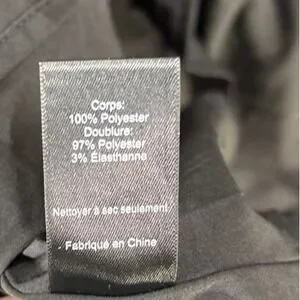 Corps:
100% Polyester
Doublure:
97% Polyester
3% Élasthanne
Nettoyer à sec seulement
Fabriqué en Chine